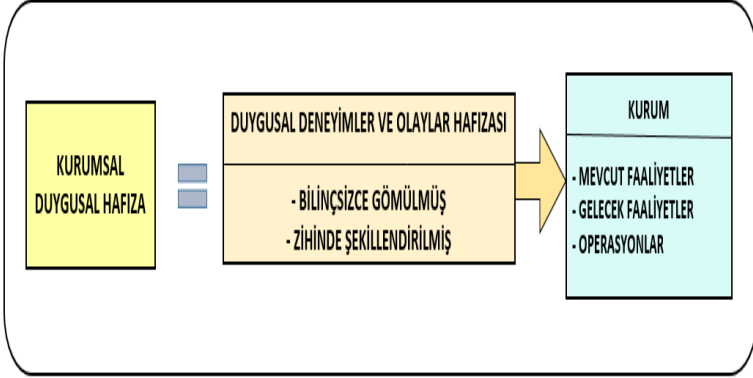 KURUMSAL
DUYGUSAL HAFIZA
DUYGUSAL DENEYİMLER VE OLAYLAR HAFIZASI
- BİLİNÇSİZCE GÖMÜLMÜŞ
- ZİHİNDE ŞEKİLLENDİRİLMİŞ
KURUM
- MEVCUT FAALİYETLER
- GELECEK FAALİYETLER
- OPERASYONLAR